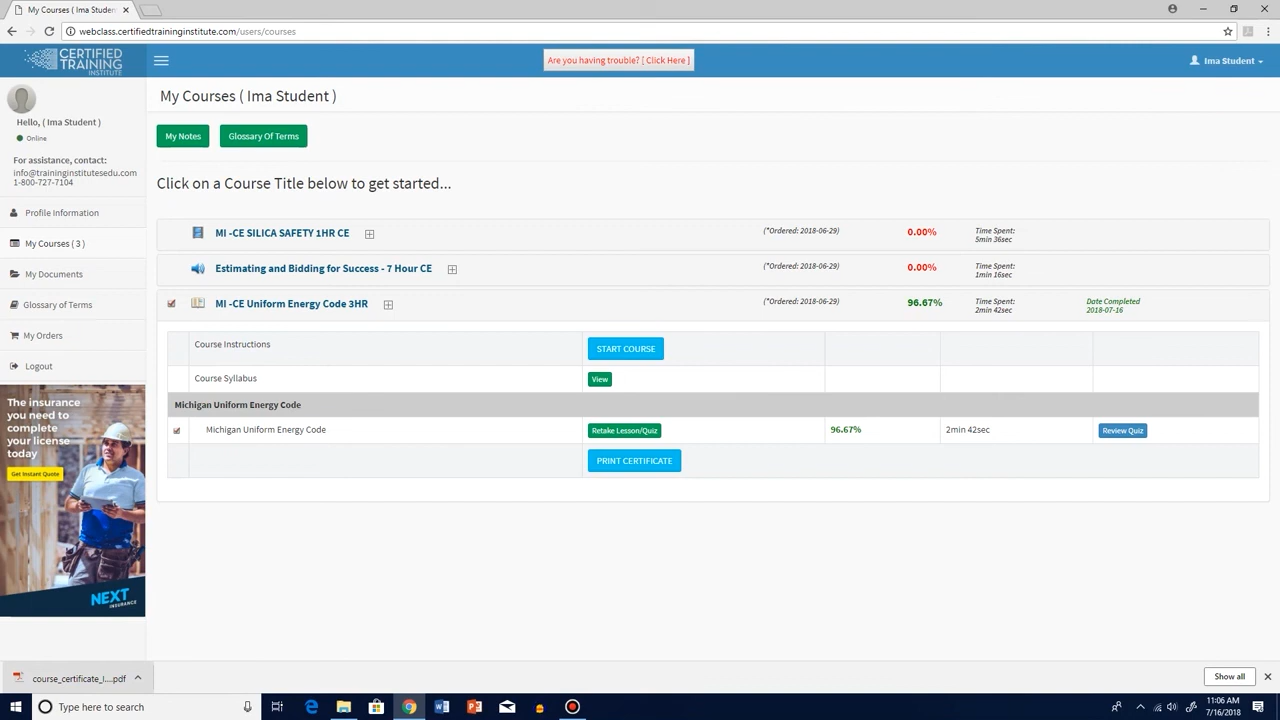 My Courses ( Ima Student
webclass.certifiedtraininginstitute.com/users/courses
CERTIFIED
TRAINING
INSTITUTE
Are you having trouble? [ Click Here ]
Ima Student
My Courses ( Ima Student )
Hello, ( Ima Student )
Online
For assistance, contact:
info@traininginstitutesedu.com
1-800-727-7104
Profile Information
My Courses ( 3 )
My Documents
Glossary of Terms
My Orders
Logout
The insurance
you need to
complete
your license
today
Get Instant Quote
NEXT
INSURANCE
My Notes
Glossary Of Terms
Click on a Course Title below to get started...
MI -CE SILICA SAFETY 1HR CE
(*Ordered: 2018-06-29)
0.00%
Time Spent:
5min 36sec
Estimating and Bidding for Success - 7 Hour CE
(*Ordered: 2018-06-29)
0.00%
Time Spent:
1min 16sec
MI -CE Uniform Energy Code 3HR
(*Ordered: 2018-06-29)
96.67%
Time Spent:
2min 42sec
Date Completed
2018-07-16
Course Instructions
START COURSE
Course Syllabus
View
Michigan Uniform Energy Code
Michigan Uniform Energy Code
Retake Lesson/Quiz
96.67%
2min 42sec
Review Quiz
PRINT CERTIFICATE
course_certificate_I....pdf
Show all
Type here to search
11:06 AM
7/16/2018